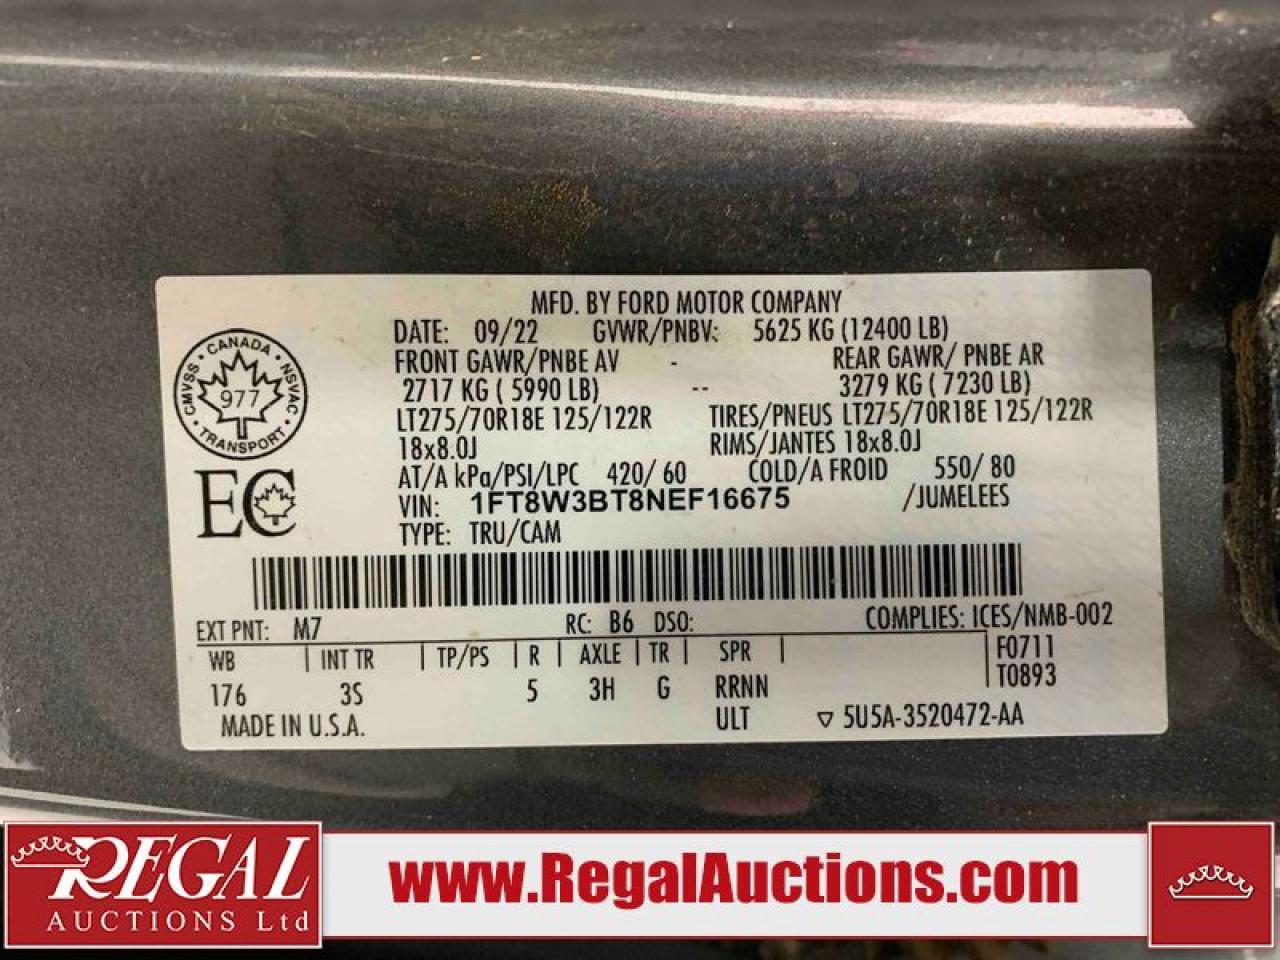 MFD. BY FORD MOTOR COMPANY
DATE: 09/22 GVWR/PNBV: 5625 KG (12400 LB)
FRONT GAWR/PNBE AV - REAR GAWR/ PNBE AR
2717 KG ( 5990 LB) -- 3279 KG ( 7230 LB)
LT275/70R18E 125/122R TIRES/PNEUS LT275/70R18E 125/122R
18x8.0J RIMS/JANTES 18x8.0J
AT/A kPa/PSI/LPC 420/ 60 COLD/A FROID 550/ 80
VIN: 1FT8W3BT8NEF16675 /JUMELEES
TYPE: TRU/CAM
CANADA
CMVSS • NSVAC
977
TRANSPORT
EC
EXT PNT: M7 RC: B6 DSO: COMPLIES: ICES/NMB-002
WB | INT TR | TP/PS | R | AXLE | TR | SPR | F0711
176 3S 5 3H G RRNN T0893
MADE IN U.S.A. ULT ▽ 5U5A-3520472-AA
REGAL
AUCTIONS Ltd
www.RegalAuctions.com